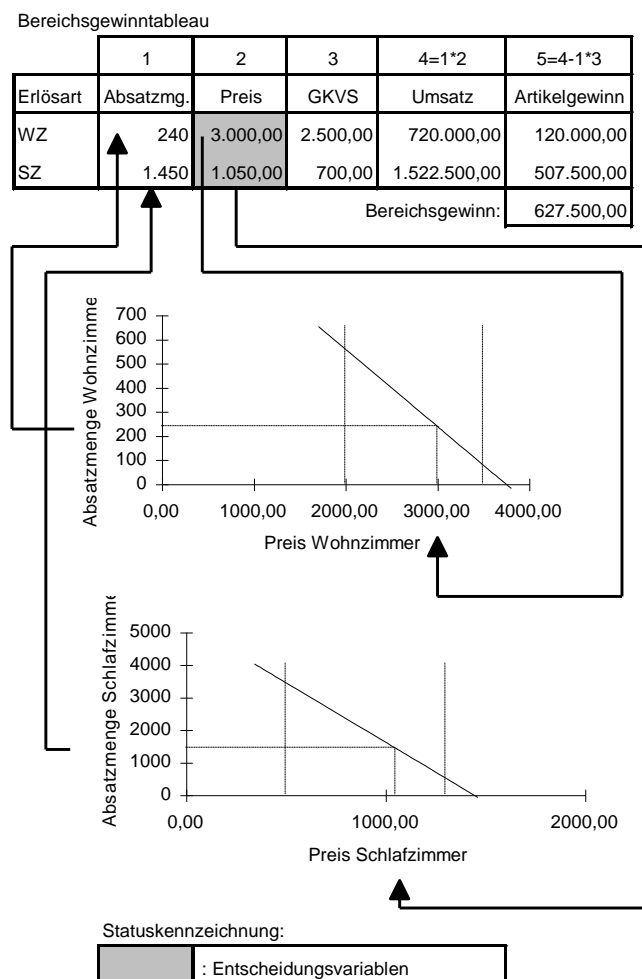 Bereichsgewinntableau
1 2 3 4=1*2 5=4-1*3
Erlösart Absatzmg. Preis GKVS Umsatz Artikelgewinn
WZ 240 3.000,00 2.500,00 720.000,00 120.000,00
SZ 1.450 1.050,00 700,00 1.522.500,00 507.500,00
Bereichsgewinn: 627.500,00
Absatzmenge Wohnzimme
700
600
500
400
300
200
100
0
0,00 1000,00 2000,00 3000,00 4000,00
Preis Wohnzimmer
Absatzmenge Schlafzimme
5000
4000
3000
2000
1000
0
0,00 1000,00 2000,00
Preis Schlafzimmer
Statuskennzeichnung:
: Entscheidungsvariablen